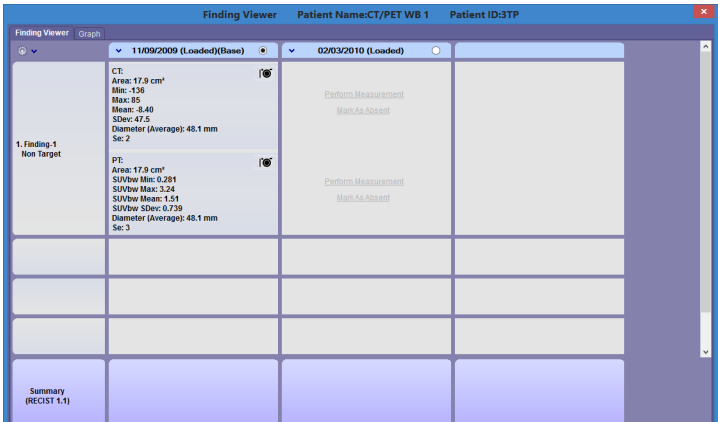 Finding Viewer Patient Name:CT/PET WB 1 Patient ID:3TP
Finding Viewer Graph
11/09/2009 (Loaded)(Base) 02/03/2010 (Loaded)
CT:
Area: 17.9 cm²
Min: -136
Max: 85
Mean: -8.40
SDev: 47.5
Diameter (Average): 48.1 mm
Se: 2
Perform Measurement
Mark As Absent
1. Finding-1
Non Target
PT:
Area: 17.9 cm²
SUVbw Min: 0.281
SUVbw Max: 3.24
SUVbw Mean: 1.51
SUVbw SDev: 0.739
Diameter (Average): 48.1 mm
Se: 3
Perform Measurement
Mark As Absent
Summary
(RECIST 1.1)